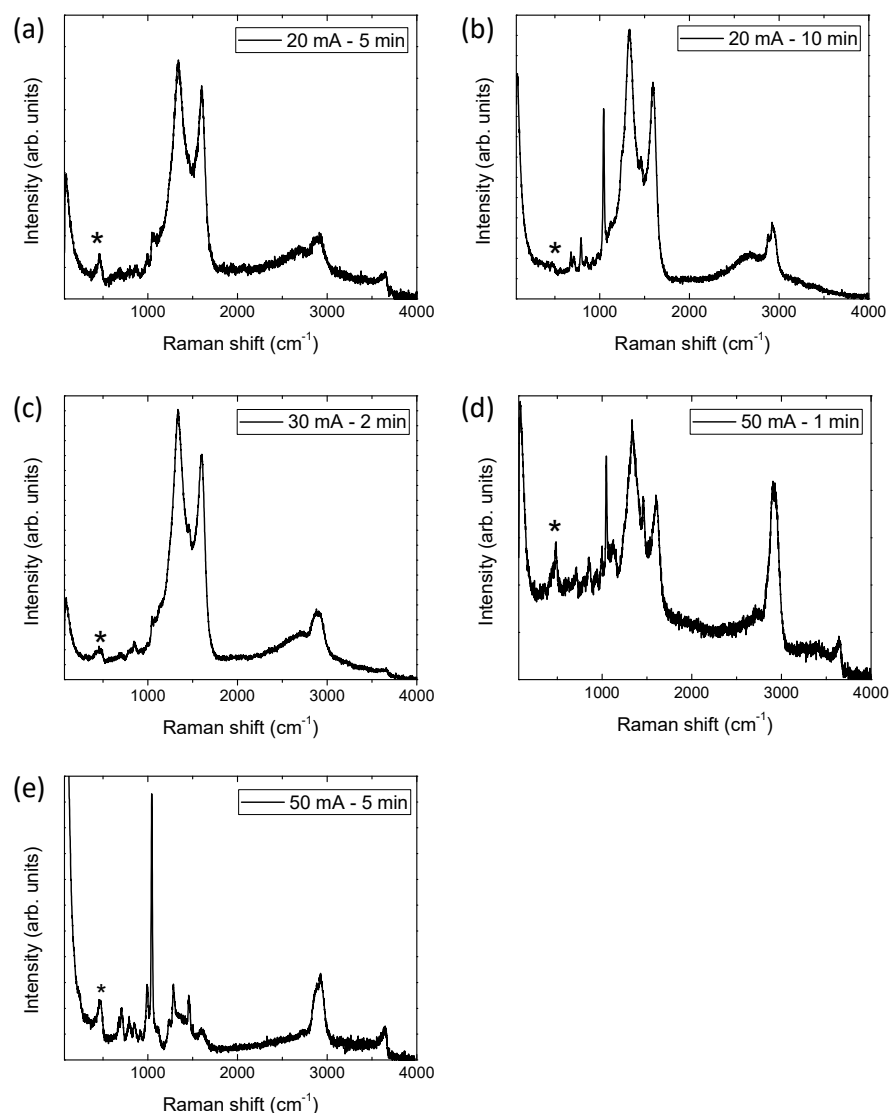 (a)
20 mA - 5 min
Intensity (arb. units)
*
1000 2000 3000 4000
Raman shift (cm⁻¹)
(b)
20 mA - 10 min
Intensity (arb. units)
*
1000 2000 3000 4000
Raman shift (cm⁻¹)
(c)
30 mA - 2 min
Intensity (arb. units)
*
1000 2000 3000 4000
Raman shift (cm⁻¹)
(d)
50 mA - 1 min
Intensity (arb. units)
*
1000 2000 3000 4000
Raman shift (cm⁻¹)
(e)
50 mA - 5 min
Intensity (arb. units)
*
1000 2000 3000 4000
Raman shift (cm⁻¹)